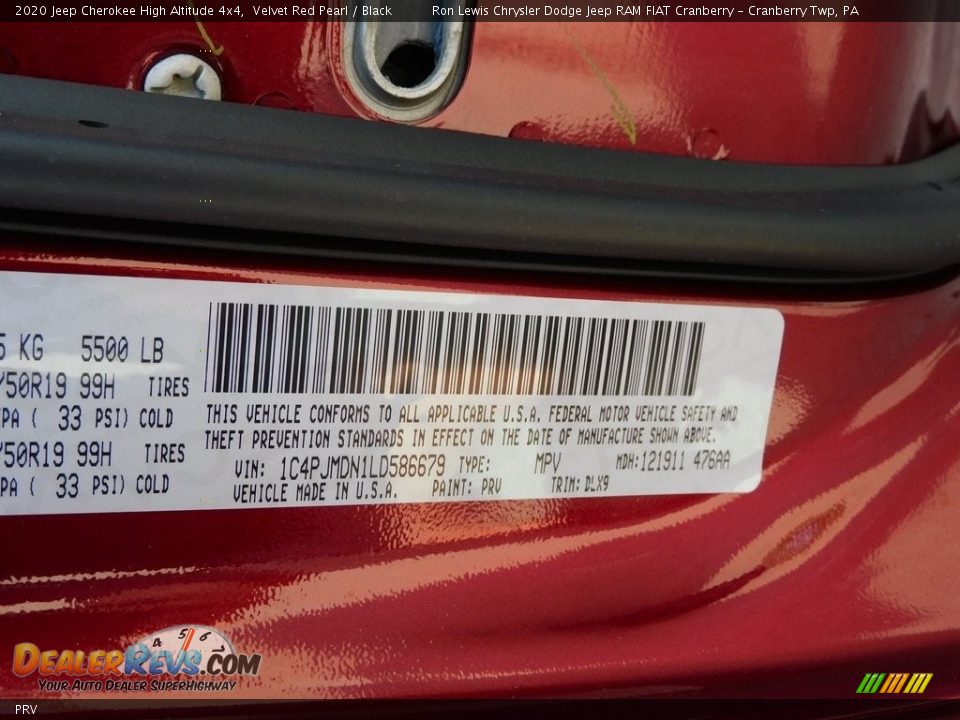 2020 Jeep Cherokee High Altitude 4x4, Velvet Red Pearl / Black Ron Lewis Chrysler Dodge Jeep RAM FIAT Cranberry - Cranberry Twp, PA
5 KG 5500 LB
/50R19 99H TIRES
PA ( 33 PSI) COLD
/50R19 99H TIRES
PA ( 33 PSI) COLD
THIS VEHICLE CONFORMS TO ALL APPLICABLE U.S.A. FEDERAL MOTOR VEHICLE SAFETY AND
THEFT PREVENTION STANDARDS IN EFFECT ON THE DATE OF MANUFACTURE SHOWN ABOVE.
VIN: 1C4PJMDN1LD586679 TYPE: MPV MDH:121911 476AA
VEHICLE MADE IN U.S.A. PAINT: PRV TRIM: DLX9
4 5 6
DealerRevs.com
Your Auto Dealer SuperHighway
PRV